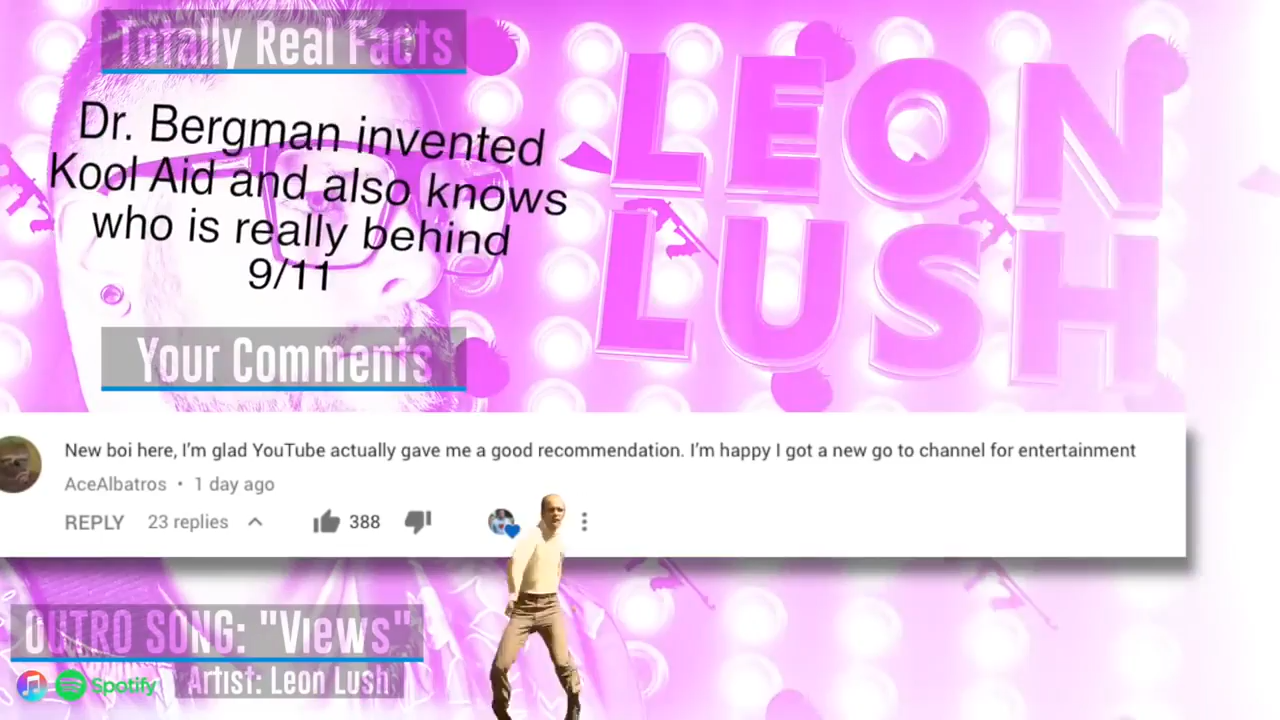 Totally Real Facts
LEON
LUSH
Dr. Bergman invented
Kool Aid and also knows
who is really behind
9/11
Your Comments
New boi here, I'm glad YouTube actually gave me a good recommendation. I'm happy I got a new go to channel for entertainment
AceAlbatros • 1 day ago
REPLY 23 replies 388
OUTRO SONG: "Views"
Spotify Artist: Leon Lush